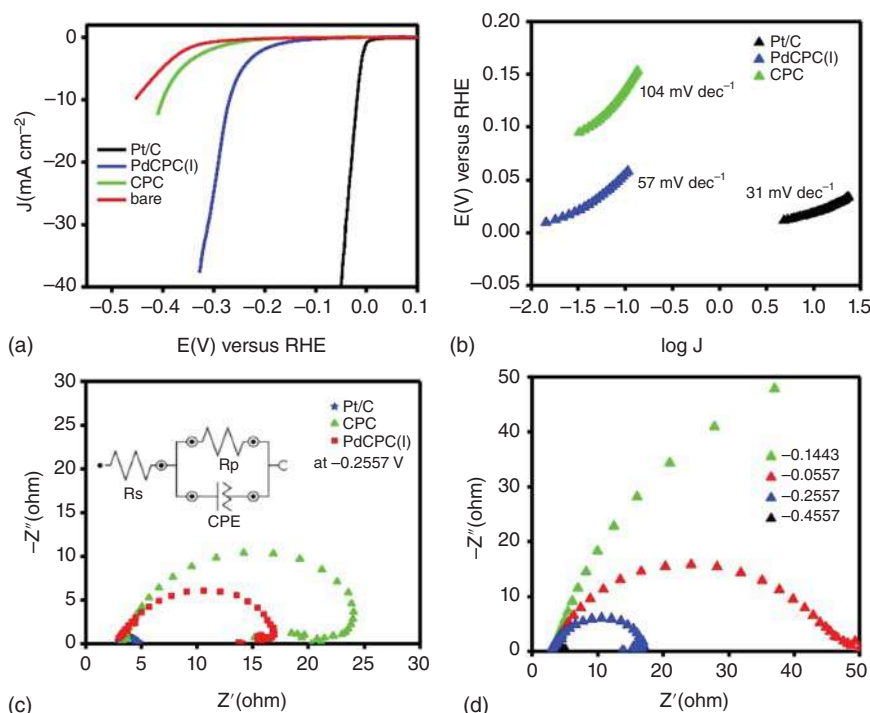 0
−10
−20
−30
−40
J(mA cm−2)
Pt/C
PdCPC(I)
CPC
bare
−0.5 −0.4 −0.3 −0.2 −0.1 0.0 0.1
(a) E(V) versus RHE
0.20
0.15
0.10
0.05
0.00
−0.05
E(V) versus RHE
Pt/C
PdCPC(I)
CPC
104 mV dec−1
57 mV dec−1
31 mV dec−1
−2.0 −1.5 −1.0 −0.5 0.0 0.5 1.0 1.5
(b) log J
30
25
20
15
10
5
0
−Z″(ohm)
Rs
Rp
CPE
Pt/C
CPC
PdCPC(I)
at −0.2557 V
0 5 10 15 20 25 30
(c) Z′(ohm)
50
40
30
20
10
0
−Z″(ohm)
−0.1443
−0.0557
−0.2557
−0.4557
0 10 20 30 40 50
(d) Z′(ohm)